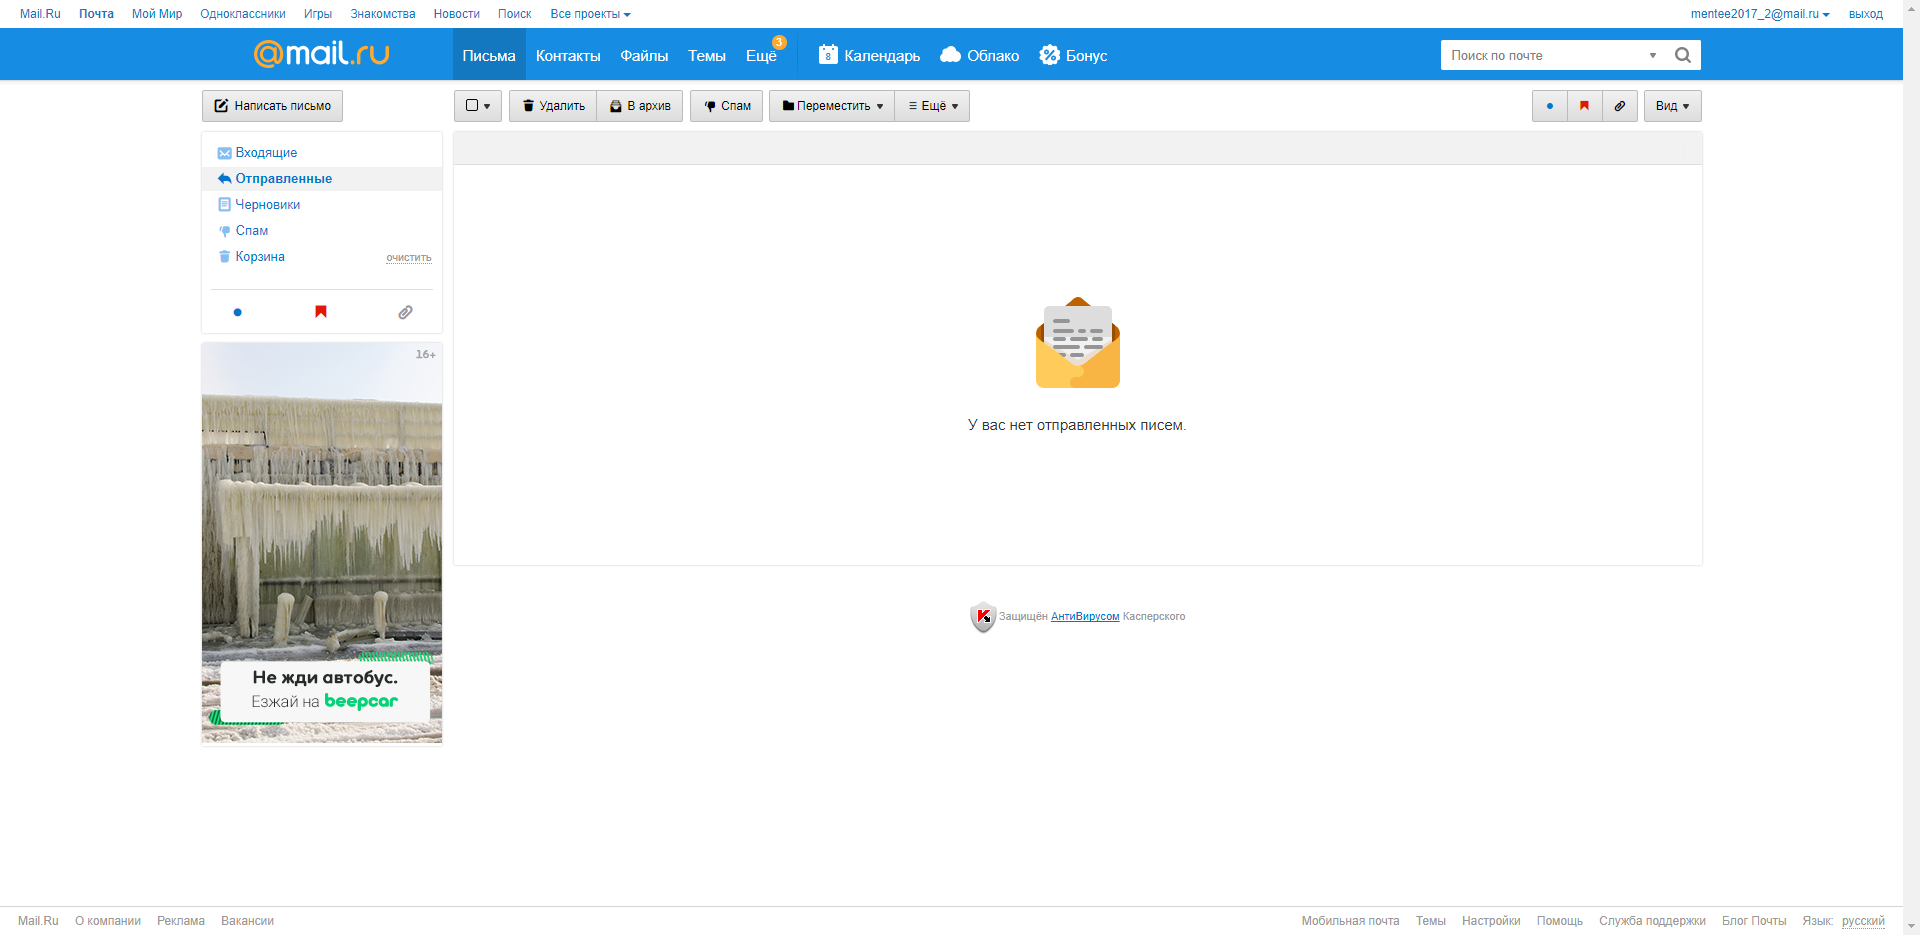 Mail.Ru Почта Мой Мир Одноклассники Игры Знакомства Новости Поиск Все проекты mentee2017_2@mail.ru выход
@mail.ru Письма Контакты Файлы Темы Ещё 3 8 Календарь Облако Бонус Поиск по почте
Написать письмо Удалить В архив Спам Переместить Ещё Вид
Входящие
Отправленные
Черновики
Спам
Корзина очистить
16+
У вас нет отправленных писем.
Защищён АнтиВирусом Касперского
Не жди автобус.
Езжай на beepcar
Mail.Ru О компании Реклама Вакансии Мобильная почта Темы Настройки Помощь Служба поддержки Блог Почты Язык: русский